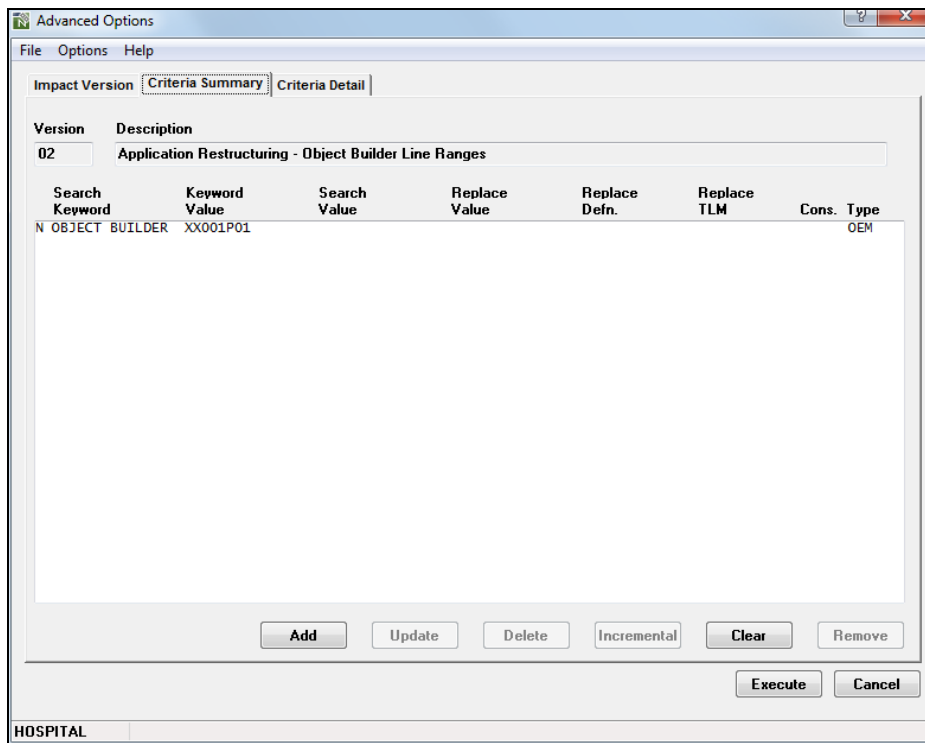 Advanced Options
File Options Help
Impact Version Criteria Summary Criteria Detail
Version Description
02 Application Restructuring - Object Builder Line Ranges
Search Keyword Search Replace Replace Replace
Keyword Value Value Value Defn. TLM Cons. Type
N OBJECT BUILDER XX001P01 OEM
Add Update Delete Incremental Clear Remove
Execute Cancel
HOSPITAL